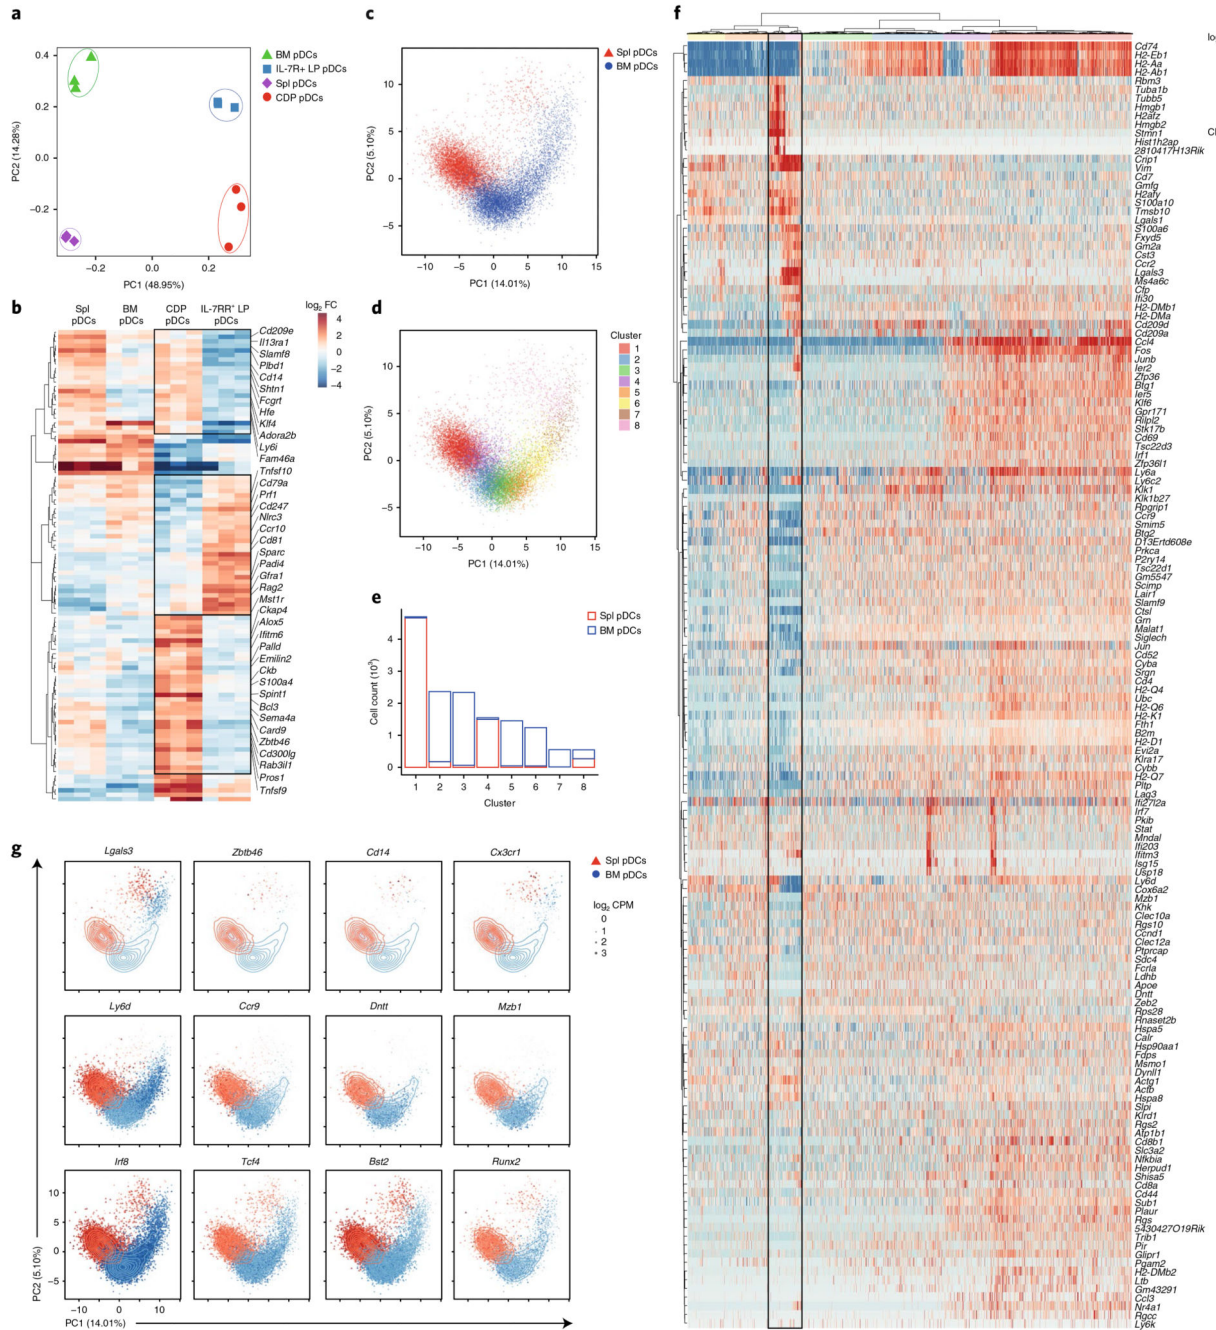 a
0.4
0.2
0.0
−0.2
−0.2
0.0
0.2
PC2 (14.28%)
PC1 (48.95%)
BM pDCs
IL-7R+ LP pDCs
Spl pDCs
CDP pDCs
b
Spl pDCs
BM pDCs
CDP pDCs
IL-7RR⁺ LP pDCs
log₂ FC
4
2
0
−2
−4
Cd209e
Il13ra1
Slamf8
Plbd1
Cd14
Shtn1
Fcgrt
Hfe
Klf4
Adora2b
Ly6i
Fam46a
Tnfsf10
Cd79a
Prf1
Cd247
Nlrc3
Ccr10
Cd81
Sparc
Padi4
Gfra1
Rag2
Mst1r
Ckap4
Alox5
Ifitm6
Palld
Emilin2
Ckb
S100a4
Spint1
Bcl3
Sema4a
Card9
Zbtb46
Cd300lg
Rab3il1
Pros1
Tnfsf9
c
10
5
0
−5
−10
−5
0
5
10
15
PC2 (5.10%)
PC1 (14.01%)
Spl pDCs
BM pDCs
d
10
5
0
−5
−10
−5
0
5
10
15
PC2 (5.10%)
PC1 (14.01%)
Cluster
1
2
3
4
5
6
7
8
e
4
3
2
1
0
Cell count (10³)
1
2
3
4
5
6
7
8
Cluster
Spl pDCs
BM pDCs
f
log
Cl
Cd74
H2-Eb1
H2-Aa
H2-Ab1
Rbm3
Tuba1b
Tubb5
Hmgb1
H2afz
Hmgb2
Stmn1
Hist1h2ap
2810417H13Rik
Crip1
Vim
Cd7
Gmfg
H2afy
S100a10
Tmsb10
Lgals1
S100a6
Fxyd5
Gm2a
Cst3
Ccr2
Lgals3
Ms4a6c
Cfp
Ifi30
H2-DMb1
H2-DMa
Cd209d
Cd209a
Ccl4
Fos
Junb
Ier2
Zfp36
Btg1
Ier5
Klf6
Gpr171
Rilpl2
Stk17b
Cd69
Tsc22d3
Irf1
Zfp36l1
Ly6a
Ly6c2
Klk1
Klk1b27
Rpgrip1
Ccr9
Smim5
Btg2
D13Ertd608e
Prkca
P2ry14
Tsc22d1
Gm5547
Scimp
Lair1
Slamf9
Ctsl
Grn
Malat1
Siglech
Jun
Cd52
Cyba
Srgn
Cd4
H2-Q4
Ubc
H2-Q6
H2-K1
Fth1
B2m
H2-D1
Evi2a
Klra17
Cybb
H2-Q7
Pltp
Lag3
Ifi27l2a
Irf7
Pkib
Stat
Mndal
Ifi203
Ifitm3
Isg15
Usp18
Ly6d
Cox6a2
Mzb1
Khk
Clec10a
Rgs10
Ccnd1
Clec12a
Ptprcap
Sdc4
Fcrla
Ldhb
Apoe
Dntt
Zeb2
Rps28
Rnaset2b
Hspa5
Calr
Hsp90aa1
Fdps
Msmo1
Dynll1
Actg1
Actb
Hspa8
Slpi
Klrd1
Rgs2
Atp1b1
Cd8b1
Slc3a2
Nfkbia
Herpud1
Shisa5
Cd8a
Cd44
Sub1
Plaur
Rgs
5430427O19Rik
Trib1
Pir
Glipr1
Pgam2
H2-DMb2
Ltb
Gm43291
Ccl3
Nr4a1
Rgcc
Ly6k
g
Lgals3
Zbtb46
Cd14
Cx3cr1
Ly6d
Ccr9
Dntt
Mzb1
Irf8
Tcf4
Bst2
Runx2
Spl pDCs
BM pDCs
log₂ CPM
0
1
2
3
10
5
0
−5
−10
0
10
PC2 (5.10%)
PC1 (14.01%)